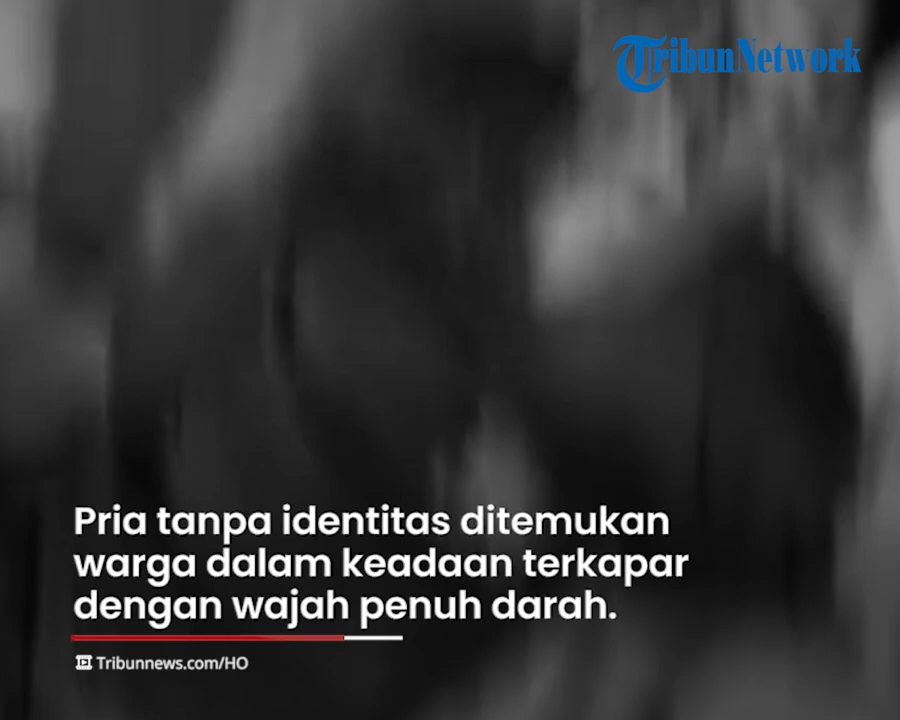 TribunNetwork
Pria tanpa identitas ditemukan
warga dalam keadaan terkapar
dengan wajah penuh darah.
Tribunnews.com/HO